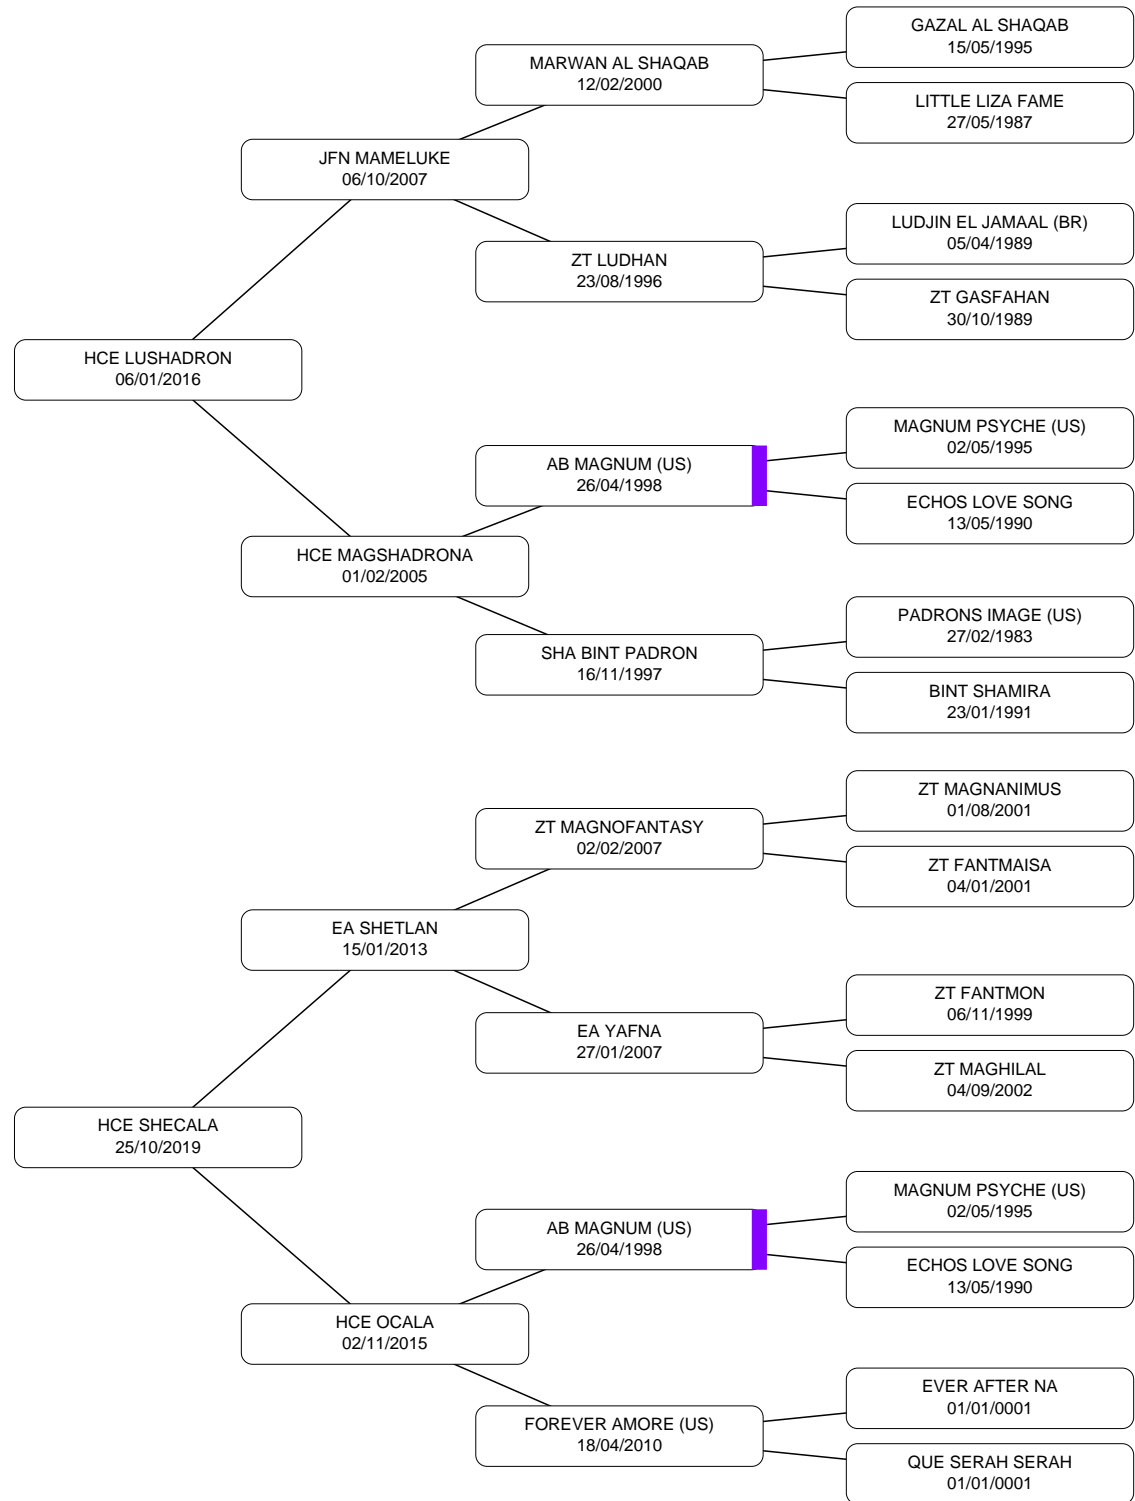 GAZAL AL SHAQAB
15/05/1995
MARWAN AL SHAQAB
12/02/2000
LITTLE LIZA FAME
27/05/1987
JFN MAMELUKE
06/10/2007
LUDJIN EL JAMAAL (BR)
05/04/1989
ZT LUDHAN
23/08/1996
ZT GASFAHAN
30/10/1989
HCE LUSHADRON
06/01/2016
MAGNUM PSYCHE (US)
02/05/1995
AB MAGNUM (US)
26/04/1998
ECHOS LOVE SONG
13/05/1990
HCE MAGSHADRONA
01/02/2005
PADRONS IMAGE (US)
27/02/1983
SHA BINT PADRON
16/11/1997
BINT SHAMIRA
23/01/1991
ZT MAGNANIMUS
01/08/2001
ZT MAGNOFANTASY
02/02/2007
ZT FANTMAISA
04/01/2001
EA SHETLAN
15/01/2013
ZT FANTMON
06/11/1999
EA YAFNA
27/01/2007
ZT MAGHILAL
04/09/2002
HCE SHECALA
25/10/2019
MAGNUM PSYCHE (US)
02/05/1995
AB MAGNUM (US)
26/04/1998
ECHOS LOVE SONG
13/05/1990
HCE OCALA
02/11/2015
EVER AFTER NA
01/01/0001
FOREVER AMORE (US)
18/04/2010
QUE SERAH SERAH
01/01/0001